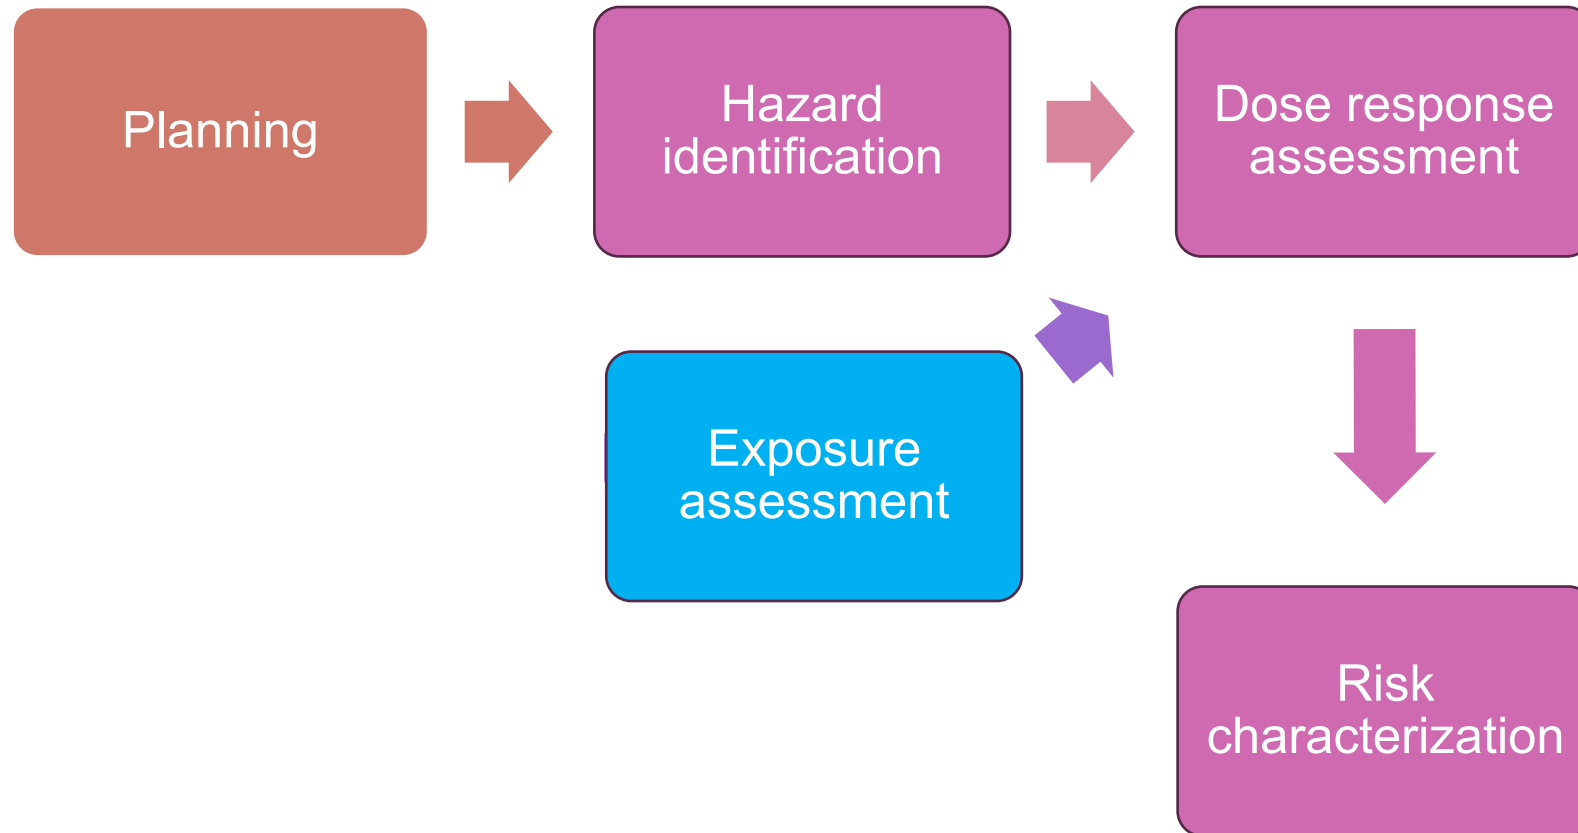 Planning
Hazard
identification
Dose response
assessment
Exposure
assessment
Risk
characterization